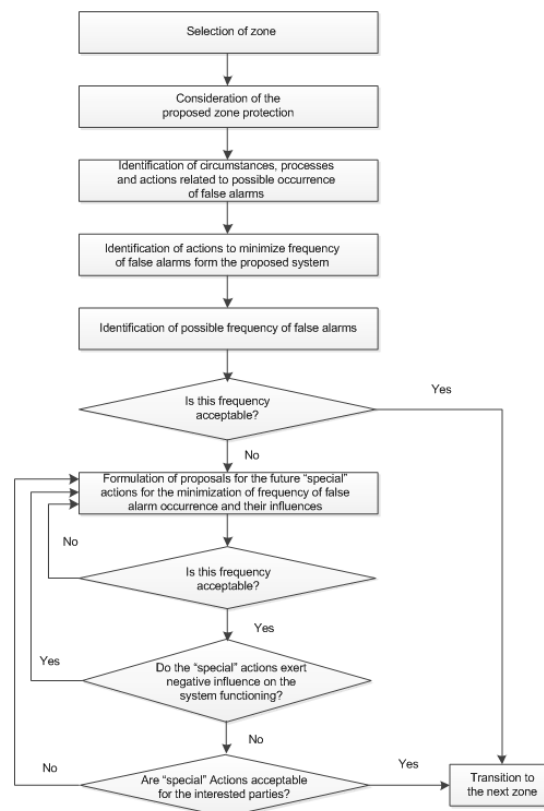 Selection of zone
Consideration of the
proposed zone protection
Identification of circumstances, processes
and actions related to possible occurrence
of false alarms
Identification of actions to minimize frequency
of false alarms form the proposed system
Identification of possible frequency of false alarms
Is this frequency
acceptable?
Yes
No
Formulation of proposals for the future “special”
actions for the minimization of frequency of false
alarm occurrence and their influences
No
Is this frequency
acceptable?
Yes
Yes
Do the “special” actions exert
negative influence on the
system functioning?
No
No
Are “special” Actions acceptable
for the interested parties?
Yes
Transition to
the next zone